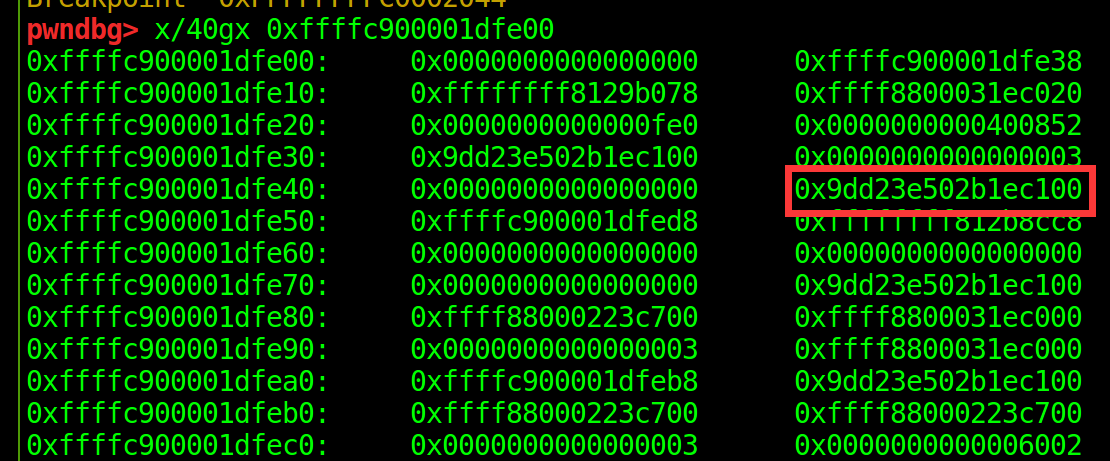 Breakpoint *0xffffffffc0002044
pwndbg> x/40gx 0xffffc900001dfe00
0xffffc900001dfe00: 0x0000000000000000 0xffffc900001dfe38
0xffffc900001dfe10: 0xffffffff8129b078 0xffff8800031ec020
0xffffc900001dfe20: 0x0000000000000fe0 0x0000000000400852
0xffffc900001dfe30: 0x9dd23e502b1ec100 0x0000000000000003
0xffffc900001dfe40: 0x0000000000000000 0x9dd23e502b1ec100
0xffffc900001dfe50: 0xffffc900001dfed8 0xffffffff812b8cc8
0xffffc900001dfe60: 0x0000000000000000 0x0000000000000000
0xffffc900001dfe70: 0x0000000000000000 0x9dd23e502b1ec100
0xffffc900001dfe80: 0xffff88000223c700 0xffff8800031ec000
0xffffc900001dfe90: 0x0000000000000003 0xffff8800031ec000
0xffffc900001dfea0: 0xffffc900001dfeb8 0x9dd23e502b1ec100
0xffffc900001dfeb0: 0xffff88000223c700 0xffff88000223c700
0xffffc900001dfec0: 0x0000000000000003 0x0000000000006002